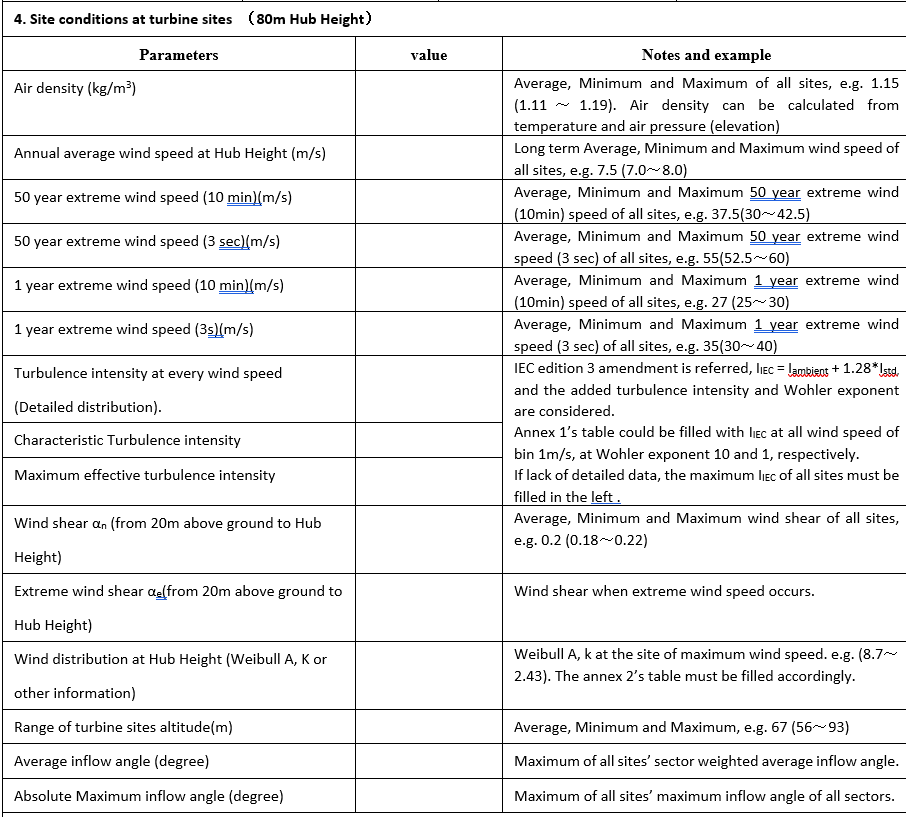 4. Site conditions at turbine sites （80m Hub Height）
Parameters
value
Notes and example
Air density (kg/m³)
Average, Minimum and Maximum of all sites, e.g. 1.15
(1.11 ～ 1.19). Air density can be calculated from
temperature and air pressure (elevation)
Annual average wind speed at Hub Height (m/s)
Long term Average, Minimum and Maximum wind speed of
all sites, e.g. 7.5 (7.0～8.0)
50 year extreme wind speed (10 min)(m/s)
Average, Minimum and Maximum 50 year extreme wind
(10min) speed of all sites, e.g. 37.5(30～42.5)
50 year extreme wind speed (3 sec)(m/s)
Average, Minimum and Maximum 50 year extreme wind
speed (3 sec) of all sites, e.g. 55(52.5～60)
1 year extreme wind speed (10 min)(m/s)
Average, Minimum and Maximum 1 year extreme wind
(10min) speed of all sites, e.g. 27 (25～30)
1 year extreme wind speed (3s)(m/s)
Average, Minimum and Maximum 1 year extreme wind
speed (3 sec) of all sites, e.g. 35(30～40)
Turbulence intensity at every wind speed
(Detailed distribution).
Characteristic Turbulence intensity
Maximum effective turbulence intensity
IEC edition 3 amendment is referred, IIEC = Iambient + 1.28*Istd,
and the added turbulence intensity and Wohler exponent
are considered.
Annex 1's table could be filled with IIEC at all wind speed of
bin 1m/s, at Wohler exponent 10 and 1, respectively.
If lack of detailed data, the maximum IIEC of all sites must be
filled in the left .
Wind shear αn (from 20m above ground to Hub
Height)
Average, Minimum and Maximum wind shear of all sites,
e.g. 0.2 (0.18～0.22)
Extreme wind shear αe(from 20m above ground to
Hub Height)
Wind shear when extreme wind speed occurs.
Wind distribution at Hub Height (Weibull A, K or
other information)
Weibull A, k at the site of maximum wind speed. e.g. (8.7～
2.43). The annex 2's table must be filled accordingly.
Range of turbine sites altitude(m)
Average, Minimum and Maximum, e.g. 67 (56～93)
Average inflow angle (degree)
Maximum of all sites' sector weighted average inflow angle.
Absolute Maximum inflow angle (degree)
Maximum of all sites' maximum inflow angle of all sectors.